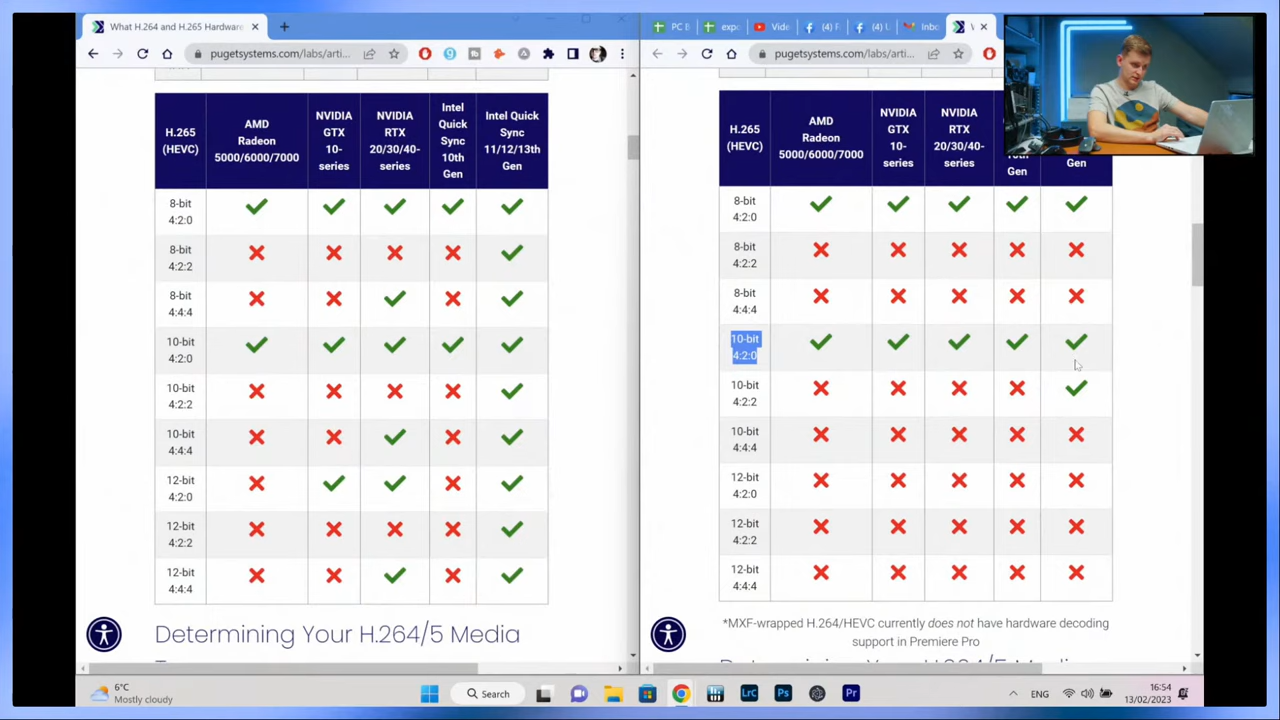 What H.264 and H.265 Hardware
pugetsystems.com/labs/arti...
H.265
(HEVC)
AMD
Radeon
5000/6000/7000
NVIDIA
GTX
10-
series
NVIDIA
RTX
20/30/40-
series
Intel
Quick
Sync
10th
Gen
Intel Quick
Sync
11/12/13th
Gen
8-bit
4:2:0
8-bit
4:2:2
8-bit
4:4:4
10-bit
4:2:0
10-bit
4:2:2
10-bit
4:4:4
12-bit
4:2:0
12-bit
4:2:2
12-bit
4:4:4
Determining Your H.264/5 Media
PC
exp
Vide
(4) F
(4)
Inbo
pugetsystems.com/labs/arti...
H.265
(HEVC)
AMD
Radeon
5000/6000/7000
NVIDIA
GTX
10-
series
NVIDIA
RTX
20/30/40-
series
Gen
Gen
8-bit
4:2:0
8-bit
4:2:2
8-bit
4:4:4
10-bit
4:2:0
10-bit
4:2:2
10-bit
4:4:4
12-bit
4:2:0
12-bit
4:2:2
12-bit
4:4:4
*MXF-wrapped H.264/HEVC currently does not have hardware decoding
support in Premiere Pro
6°C
Mostly cloudy
Search
LrC
Ps
Pr
ENG
16:54
13/02/2023